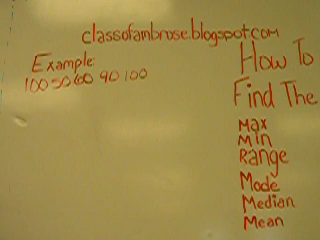 classofambrose.blogspot.com
Example:
100 50 60 90 100
How To
Find The
Max
Min
Range
Mode
Median
Mean